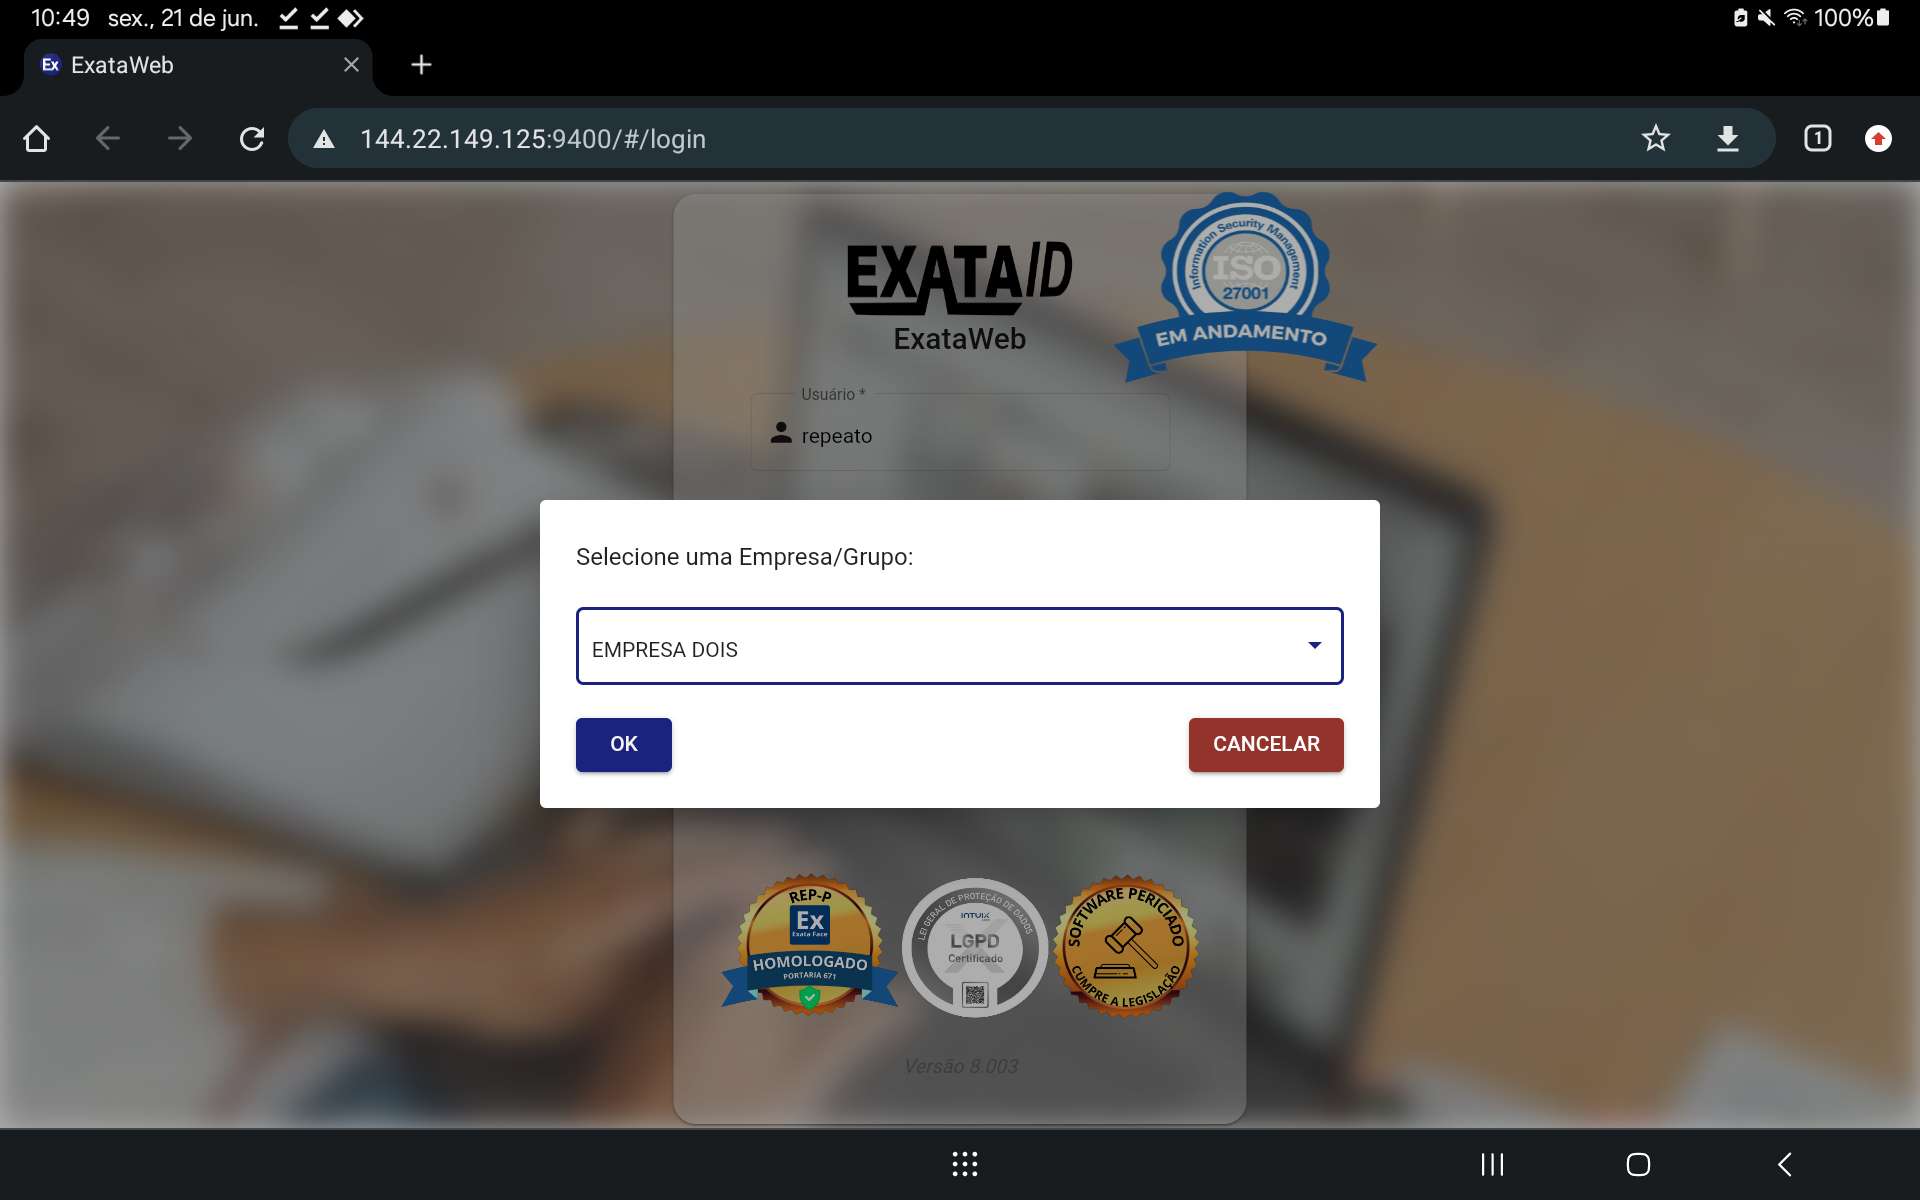 10:49 sex., 21 de jun.
100%
Ex ExataWeb
144.22.149.125:9400/#/login
1
EXATAID
ExataWeb
Information Security Management
ISO
27001
EM ANDAMENTO
Usuário *
repeato
Selecione uma Empresa/Grupo:
EMPRESA DOIS
OK
CANCELAR
REP-P
Ex
Exata Face
HOMOLOGADO
PORTARIA 671
LEI GERAL DE PROTEÇÃO DE DADOS
INTUIX
LGPD
Certificado
SOFTWARE PERICIADO
CUMPRE A LEGISLAÇÃO
Versão 8.003